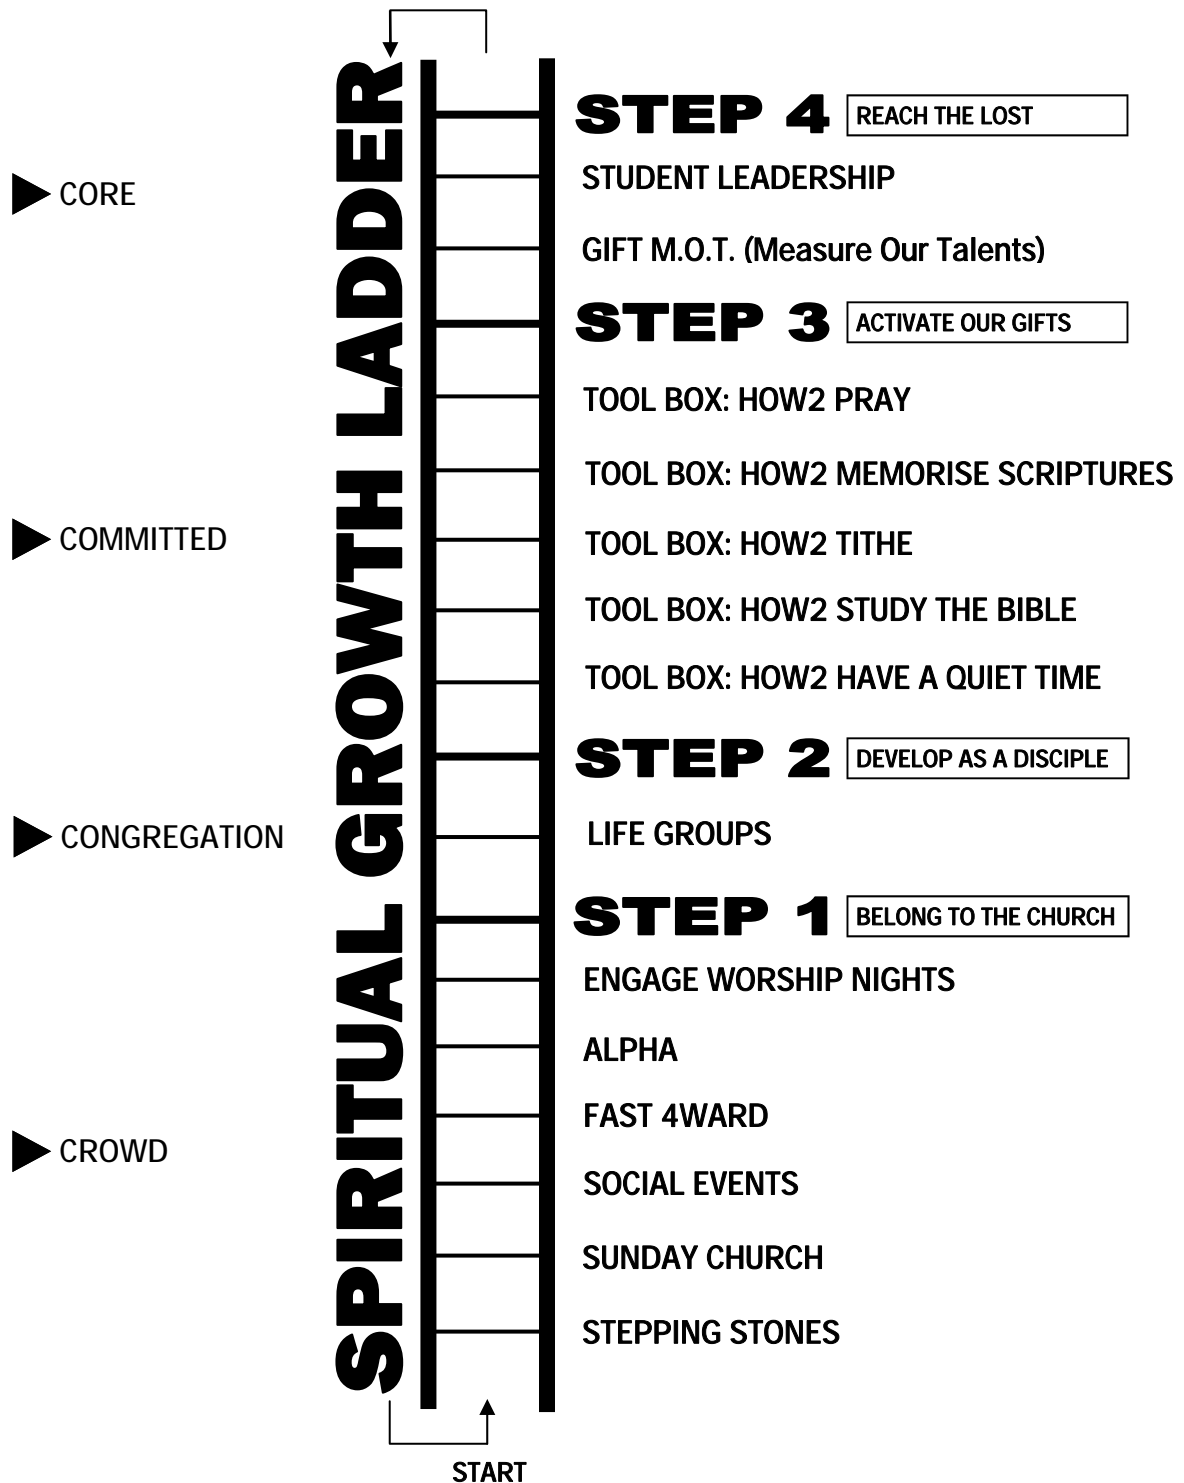 STEP 4 REACH THE LOST
CORE
STUDENT LEADERSHIP
GIFT M.O.T. (Measure Our Talents)
STEP 3 ACTIVATE OUR GIFTS
TOOL BOX: HOW2 PRAY
TOOL BOX: HOW2 MEMORISE SCRIPTURES
COMMITTED
TOOL BOX: HOW2 TITHE
TOOL BOX: HOW2 STUDY THE BIBLE
TOOL BOX: HOW2 HAVE A QUIET TIME
STEP 2 DEVELOP AS A DISCIPLE
CONGREGATION
LIFE GROUPS
STEP 1 BELONG TO THE CHURCH
ENGAGE WORSHIP NIGHTS
ALPHA
FAST 4WARD
CROWD
SOCIAL EVENTS
SUNDAY CHURCH
STEPPING STONES
SPIRITUAL GROWTH LADDER
START